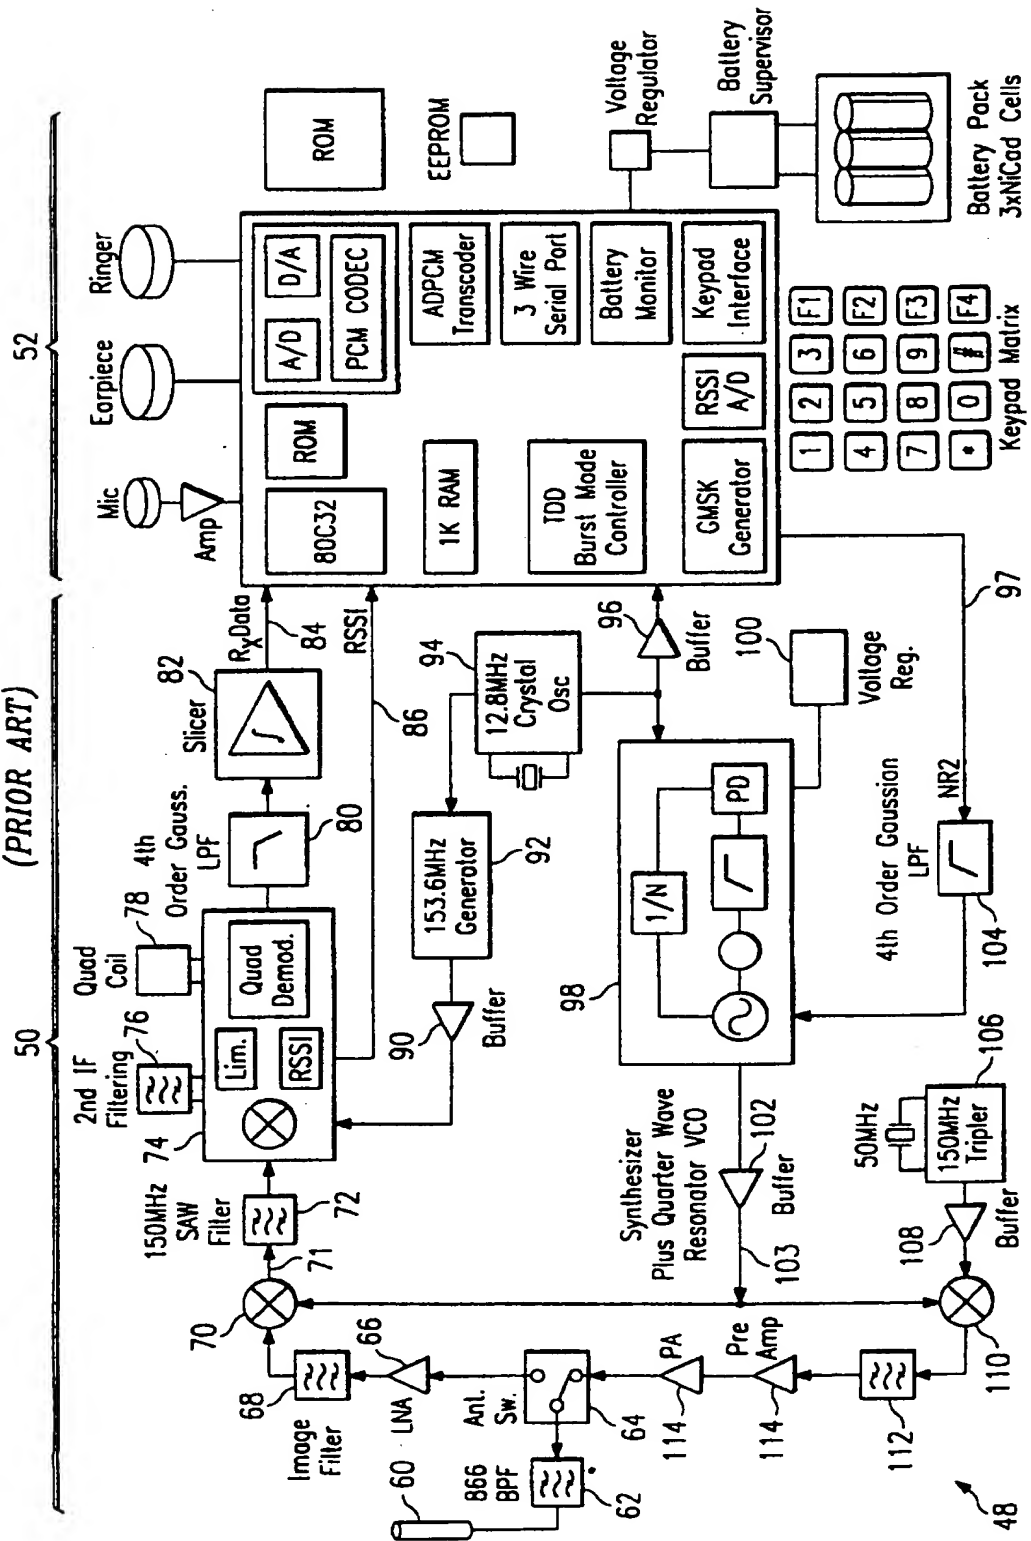 (PRIOR ART)
50
52
2nd IF
Filtering
76
Quad
Coil
78
4th
Order Gauss.
LPF
80
Slicer
82
RxData
84
RSSI
86
Mic
Amp
Earpiece
Ringer
74
Lim.
RSSI
Quad
Demod.
150MHz
SAW
Filter
72
71
70
Image
Filter
68
LNA
66
Ant.
Sw.
64
866
BPF
62
60
80C32
ROM
A/D
D/A
PCM CODEC
1K RAM
ADPCM
Transcoder
TDD
Burst Mode
Controller
3 Wire
Serial Port
Battery
Monitor
GMSK
Generator
RSSI
A/D
Keypad
Interface
ROM
EEPROM
Voltage
Regulator
Battery
Supervisor
Battery Pack
3xNiCad Cells
1 2 3 F1
4 5 6 F2
7 8 9 F3
* 0 # F4
Keypad Matrix
90
Buffer
153.6MHz
Generator
92
94
12.8MHz
Crystal
Osc
96
Buffer
100
Voltage
Reg.
98
1/N
PD
Synthesizer
Plus Quarter Wave
Resonator VCO
102
Buffer
103
4th Order Gaussian
LPF
NR2
97
104
50MHz
106
150MHz
Tripler
108
Buffer
110
112
Pre
Amp
114
PA
114
48